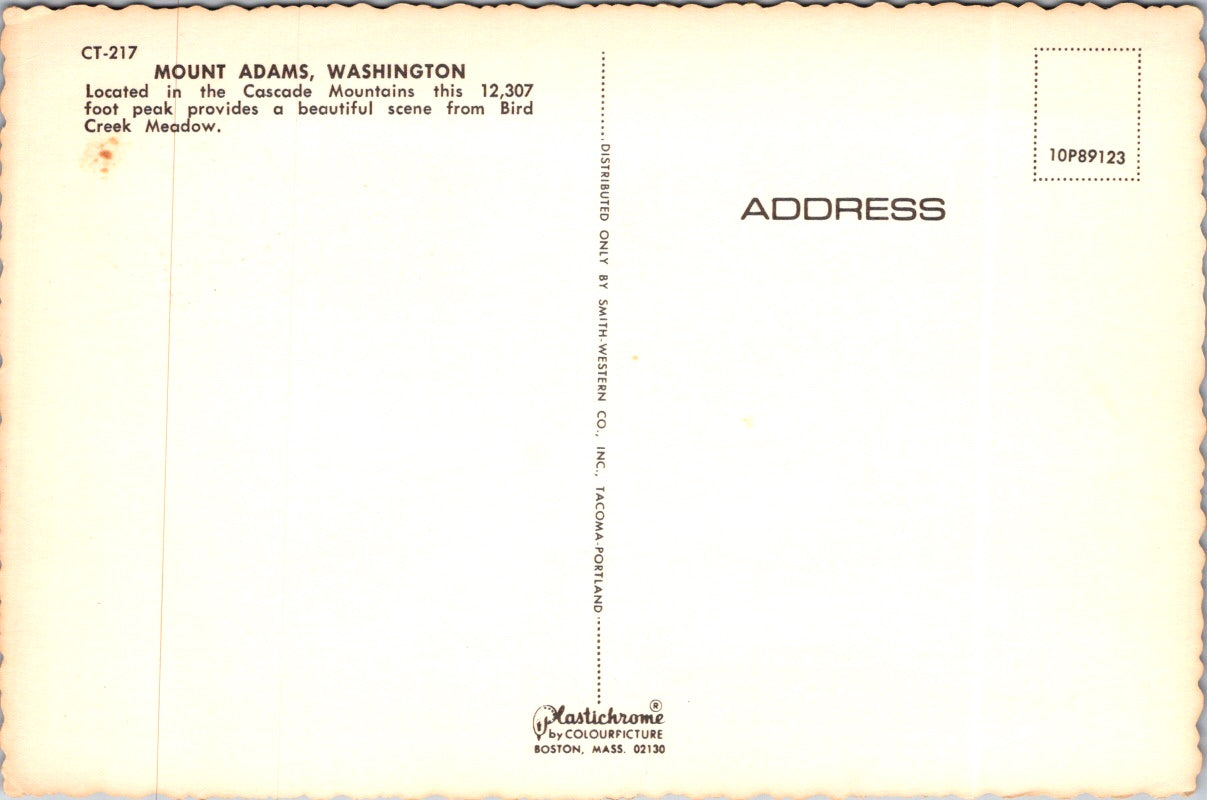 CT-217
MOUNT ADAMS, WASHINGTON
Located in the Cascade Mountains this 12,307
foot peak provides a beautiful scene from Bird
Creek Meadow.
DISTRIBUTED ONLY BY SMITH-WESTERN CO., INC., TACOMA-PORTLAND
10P89123
ADDRESS
Plastichrome ®
by COLOURPICTURE
BOSTON, MASS. 02130